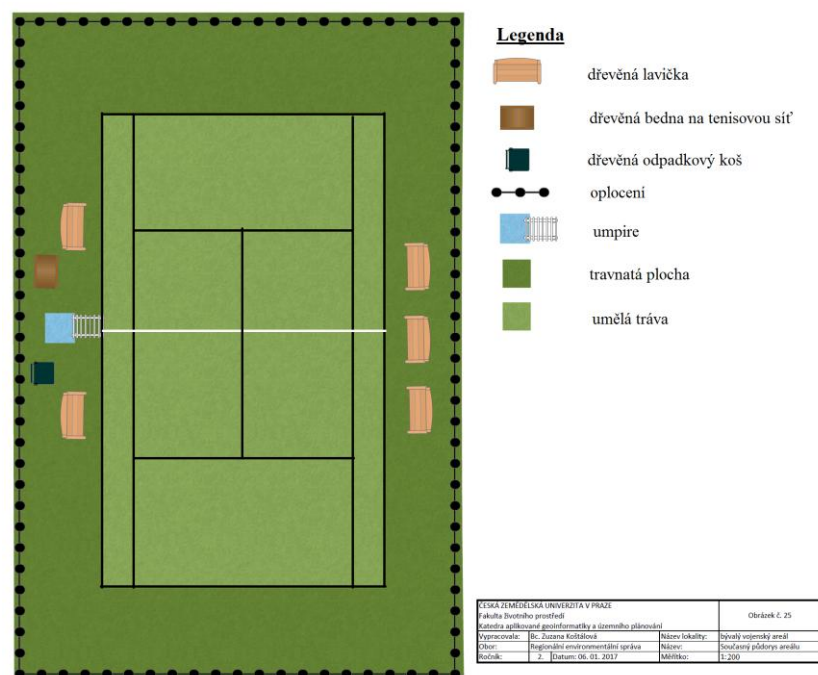 Legenda
dřevěná lavička
dřevěná bedna na tenisovou síť
dřevěná odpadkový koš
oplocení
umpire
travnatá plocha
umělá tráva
ČESKÁ ZEMĚDĚLSKÁ UNIVERZITA V PRAZE
Fakulta životního prostředí
Katedra aplikované geoinformatiky a územního plánování
Obrázek č. 25
Vypracovala: Bc. Zuzana Koštálová Název lokality: bývalý vojenský areál
Obor: Regionální environmentální správa Název: Současný půdorys areálu
Ročník: 2. Datum: 06. 01. 2017 Měřítko: 1:200